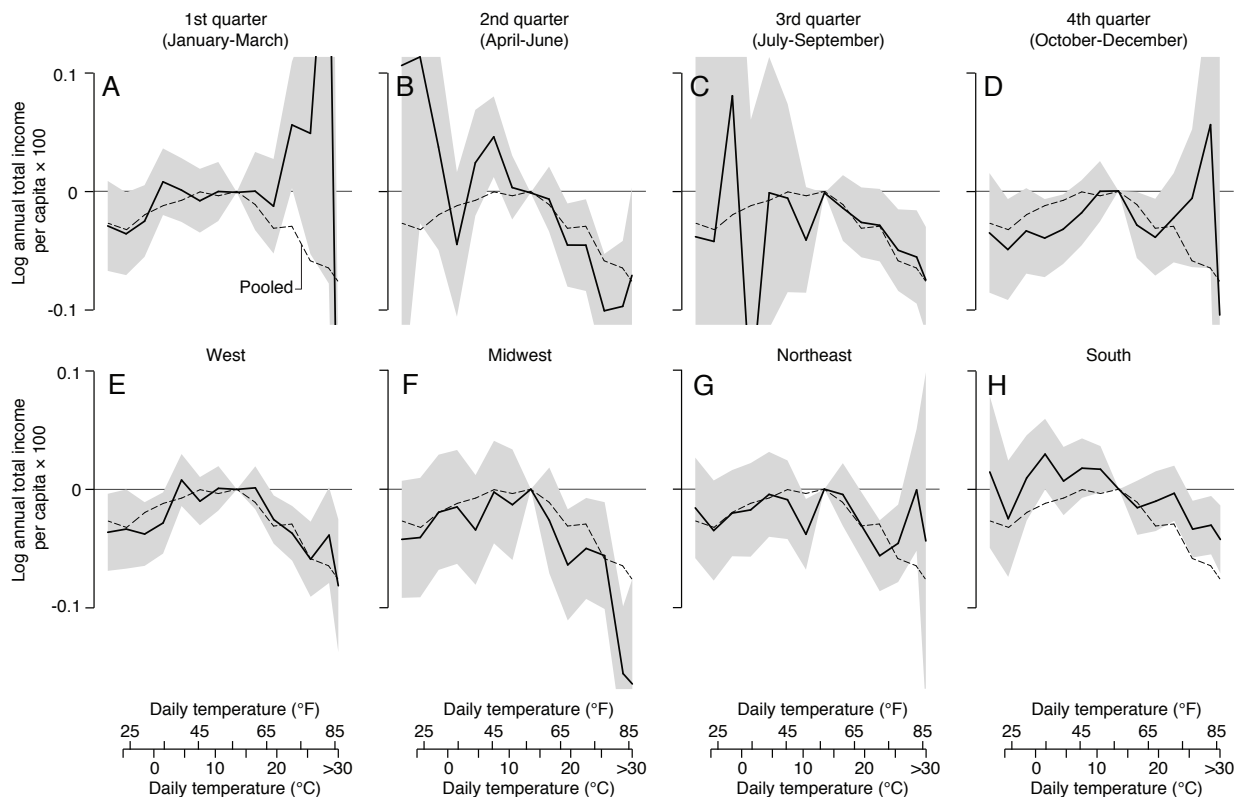 1st quarter
(January-March)
2nd quarter
(April-June)
3rd quarter
(July-September)
4th quarter
(October-December)
Log annual total income
per capita × 100
0.1
0
-0.1
A
Pooled
B
C
D
West
Midwest
Northeast
South
Log annual total income
per capita × 100
0.1
0
-0.1
E
F
G
H
Daily temperature (°F)
25 45 65 85
0 10 20 >30
Daily temperature (°C)
Daily temperature (°F)
25 45 65 85
0 10 20 >30
Daily temperature (°C)
Daily temperature (°F)
25 45 65 85
0 10 20 >30
Daily temperature (°C)
Daily temperature (°F)
25 45 65 85
0 10 20 >30
Daily temperature (°C)